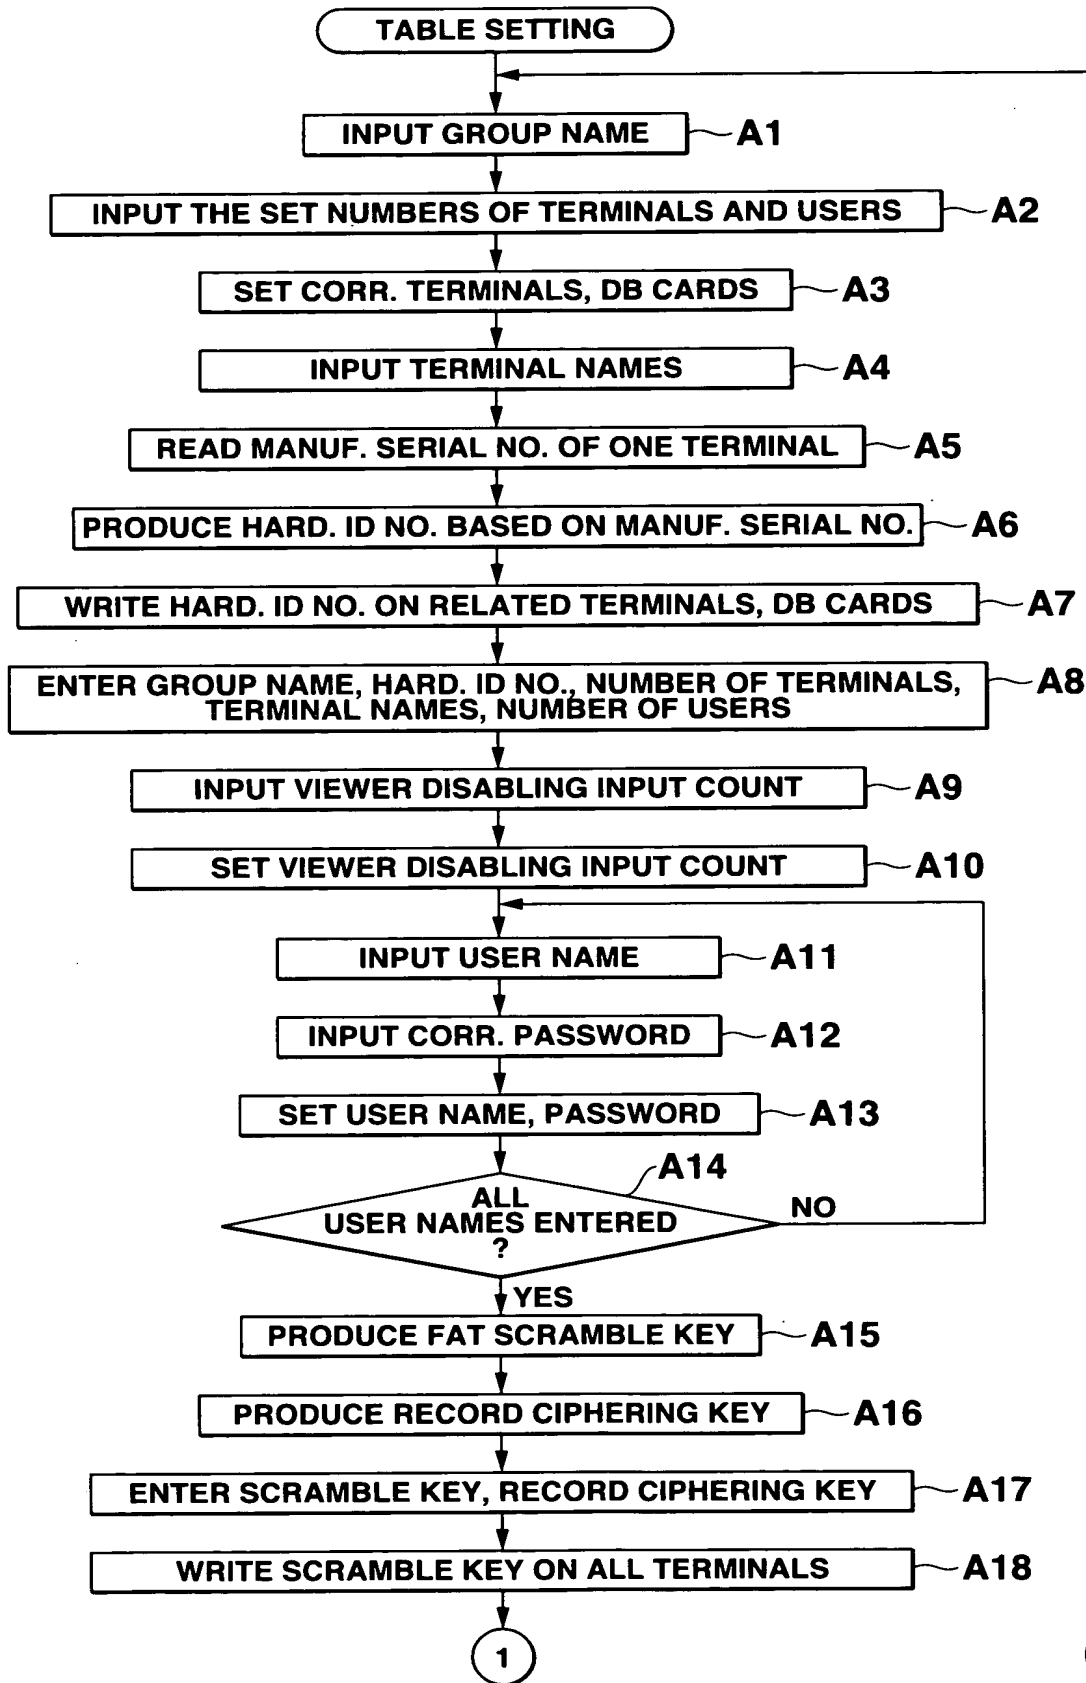 TABLE SETTING
INPUT GROUP NAME A1
INPUT THE SET NUMBERS OF TERMINALS AND USERS A2
SET CORR. TERMINALS, DB CARDS A3
INPUT TERMINAL NAMES A4
READ MANUF. SERIAL NO. OF ONE TERMINAL A5
PRODUCE HARD. ID NO. BASED ON MANUF. SERIAL NO. A6
WRITE HARD. ID NO. ON RELATED TERMINALS, DB CARDS A7
ENTER GROUP NAME, HARD. ID NO., NUMBER OF TERMINALS, A8
TERMINAL NAMES, NUMBER OF USERS
INPUT VIEWER DISABLING INPUT COUNT A9
SET VIEWER DISABLING INPUT COUNT A10
INPUT USER NAME A11
INPUT CORR. PASSWORD A12
SET USER NAME, PASSWORD A13
A14
ALL
USER NAMES ENTERED NO
?
YES
PRODUCE FAT SCRAMBLE KEY A15
PRODUCE RECORD CIPHERING KEY A16
ENTER SCRAMBLE KEY, RECORD CIPHERING KEY A17
WRITE SCRAMBLE KEY ON ALL TERMINALS A18
1